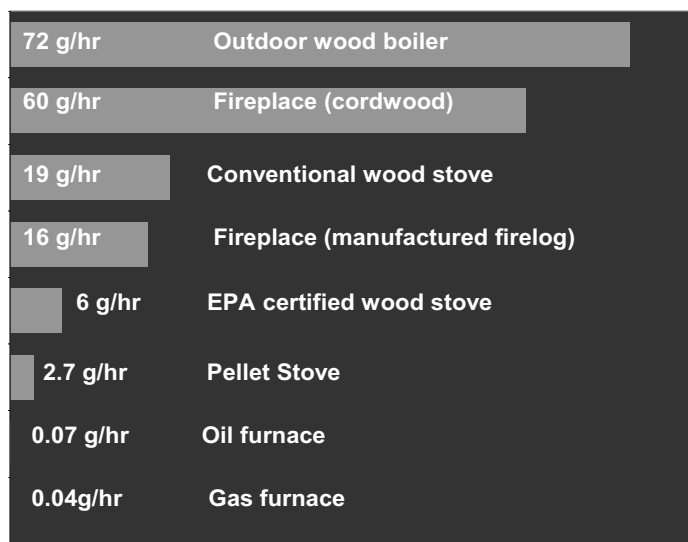 72 g/hr Outdoor wood boiler
60 g/hr Fireplace (cordwood)
19 g/hr Conventional wood stove
16 g/hr Fireplace (manufactured firelog)
6 g/hr EPA certified wood stove
2.7 g/hr Pellet Stove
0.07 g/hr Oil furnace
0.04g/hr Gas furnace